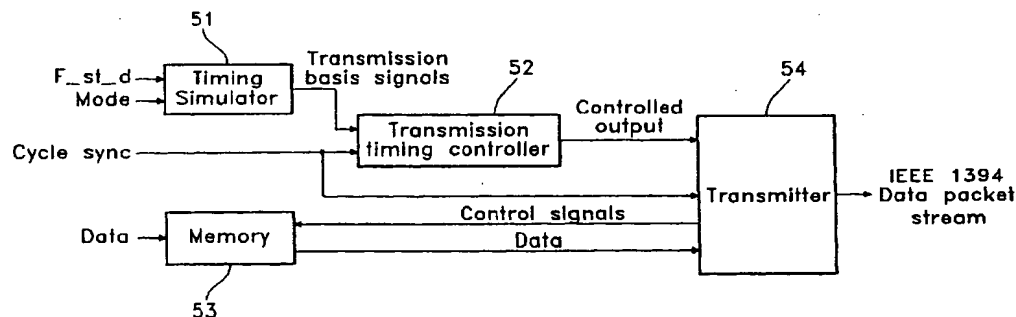 51
F_st_d
Mode
Timing
Simulator
Transmission
basis signals
52
Transmission
timing controller
Controlled
output
54
Cycle sync
Transmitter
IEEE 1394
Data packet
stream
Control signals
Data
Memory
Data
53